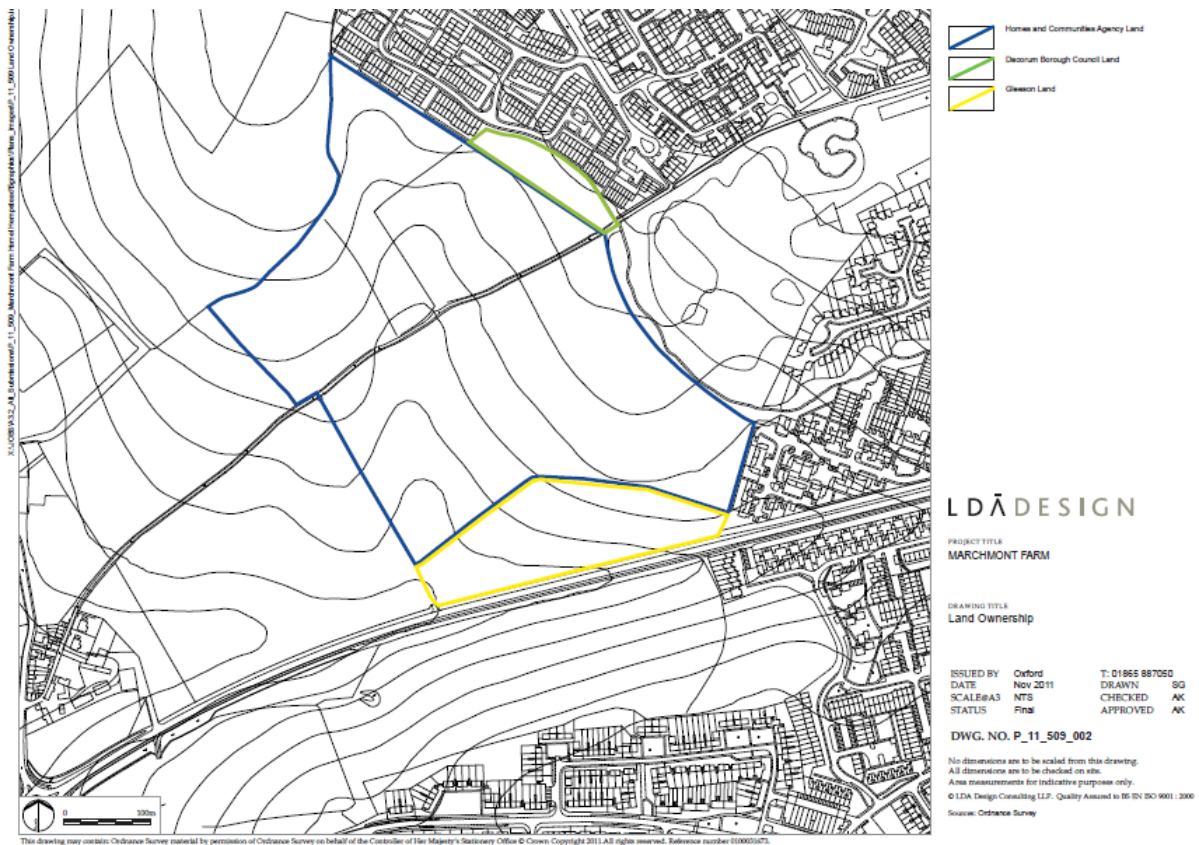 Homes and Communities Agency Land
Dacorum Borough Council Land
Gleeson Land
LDĀDESIGN
PROJECT TITLE
MARCHMONT FARM
DRAWING TITLE
Land Ownership
ISSUED BY Oxford T: 01865 887050
DATE Nov 2011 DRAWN SG
SCALE@A3 NTS CHECKED AK
STATUS Final APPROVED AK
DWG. NO. P_11_509_002
No dimensions are to be scaled from this drawing.
All dimensions are to be checked on site.
Area measurements for indicative purposes only.
© LDA Design Consulting LLP. Quality Assured to BS EN ISO 9001 : 2000
Sources: Ordnance Survey
0 100m
This drawing may contain: Ordnance Survey material by permission of Ordnance Survey on behalf of the Controller of Her Majesty's Stationery Office © Crown Copyright 2011. All rights reserved. Reference number 0100031673.